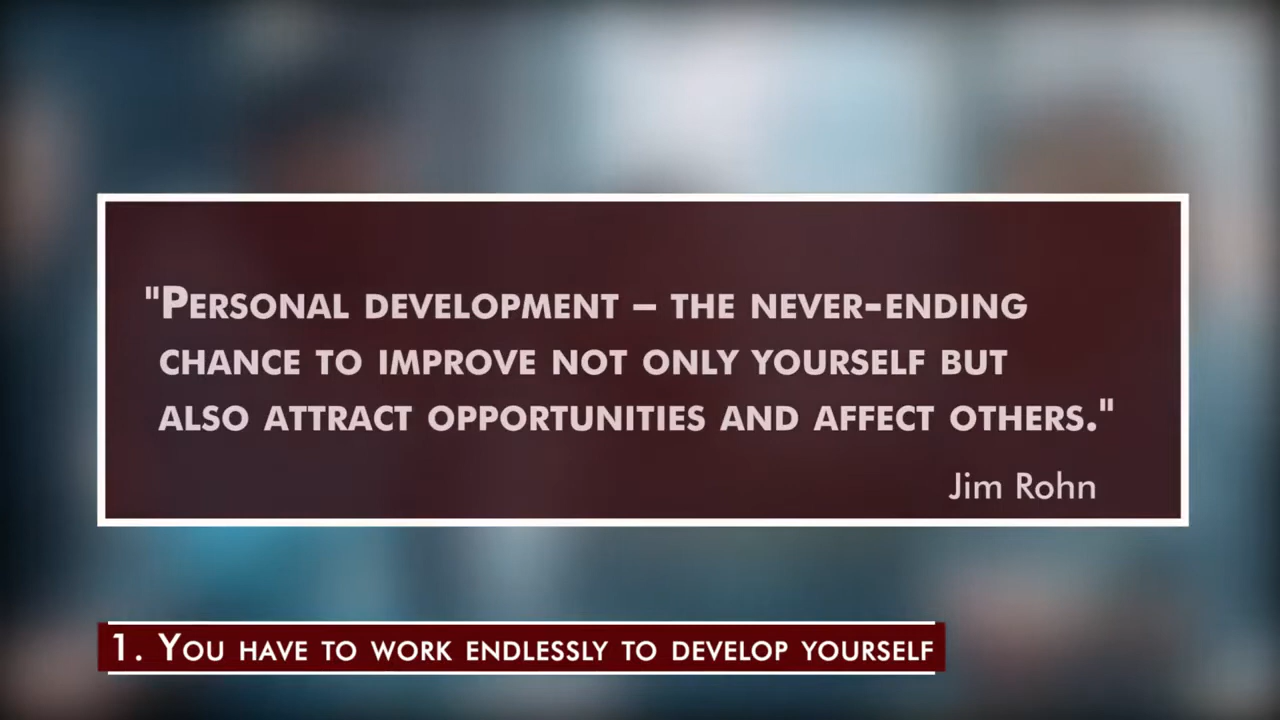 "Personal development – the never-ending
chance to improve not only yourself but
also attract opportunities and affect others."
Jim Rohn
1. You have to work endlessly to develop yourself